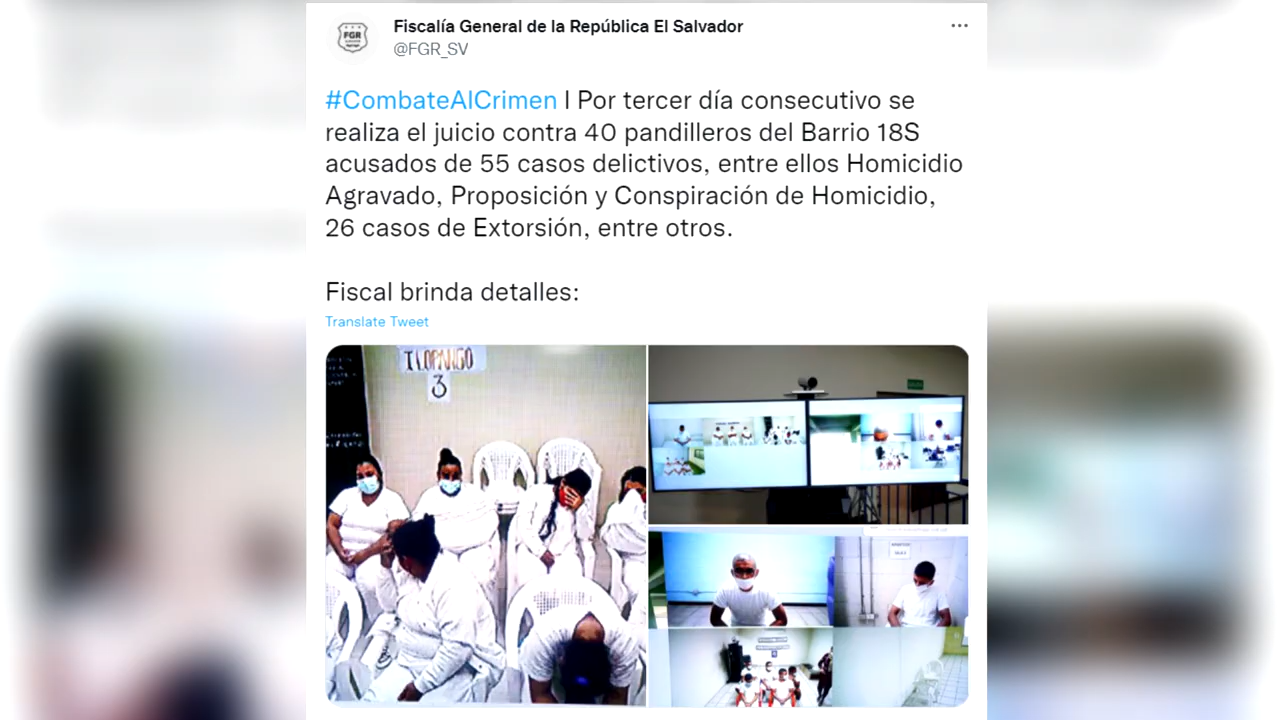 FGR
Fiscalía General de la República El Salvador
@FGR_SV
#CombateAlCrimen I Por tercer día consecutivo se
realiza el juicio contra 40 pandilleros del Barrio 18S
acusados de 55 casos delictivos, entre ellos Homicidio
Agravado, Proposición y Conspiración de Homicidio,
26 casos de Extorsión, entre otros.
Fiscal brinda detalles:
Translate Tweet
ILOPANGO
3